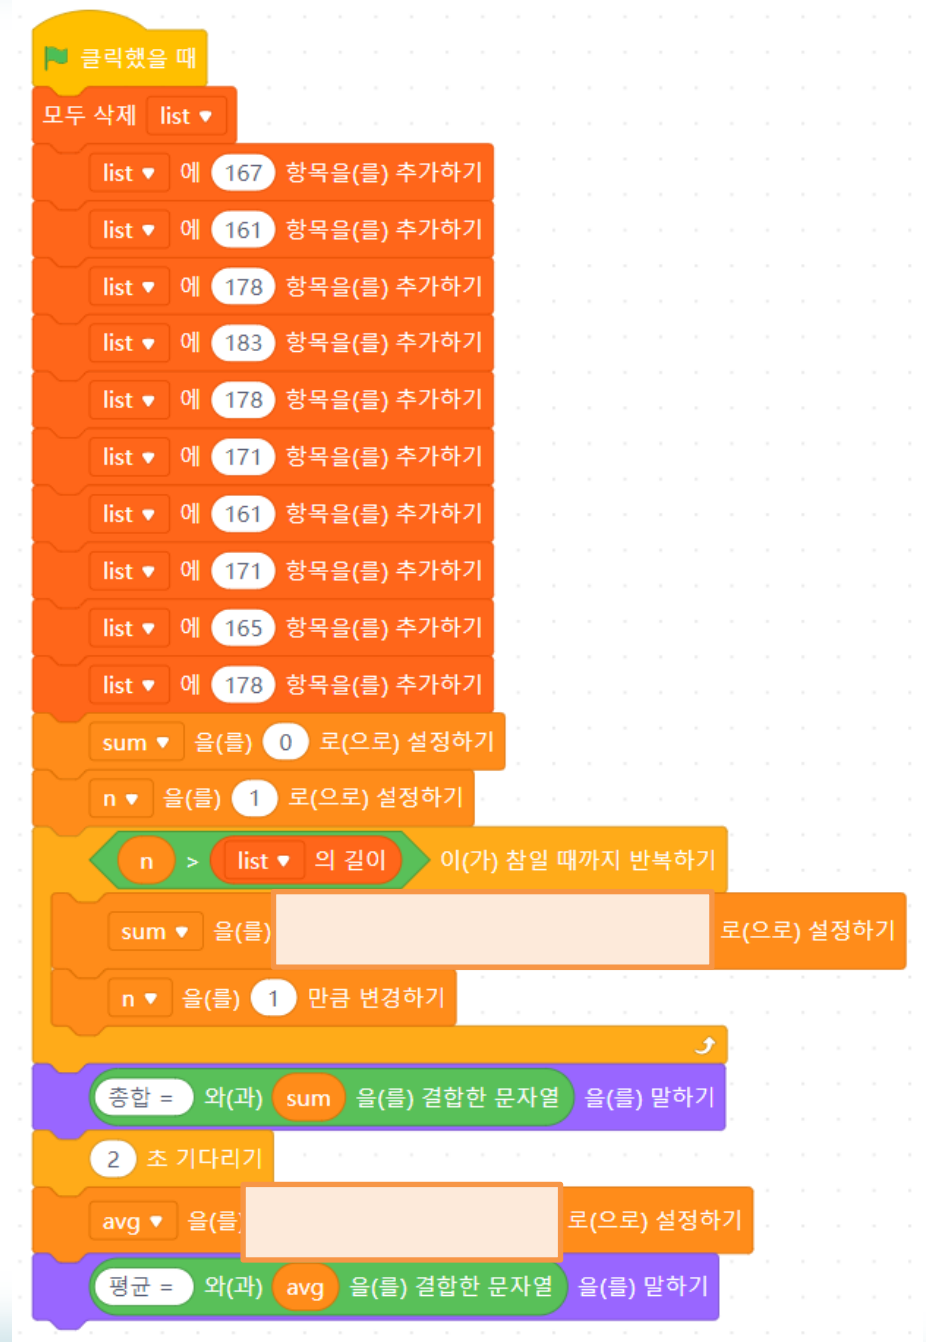 클릭했을 때
모두 삭제 list
list 에 167 항목을(를) 추가하기
list 에 161 항목을(를) 추가하기
list 에 178 항목을(를) 추가하기
list 에 183 항목을(를) 추가하기
list 에 178 항목을(를) 추가하기
list 에 171 항목을(를) 추가하기
list 에 161 항목을(를) 추가하기
list 에 171 항목을(를) 추가하기
list 에 165 항목을(를) 추가하기
list 에 178 항목을(를) 추가하기
sum 을(를) 0 로(으로) 설정하기
n 을(를) 1 로(으로) 설정하기
n > list 의 길이 이(가) 참일 때까지 반복하기
sum 을(를) 로(으로) 설정하기
n 을(를) 1 만큼 변경하기
총합 = 와(과) sum 을(를) 결합한 문자열 을(를) 말하기
2 초 기다리기
avg 을(를) 로(으로) 설정하기
평균 = 와(과) avg 을(를) 결합한 문자열 을(를) 말하기